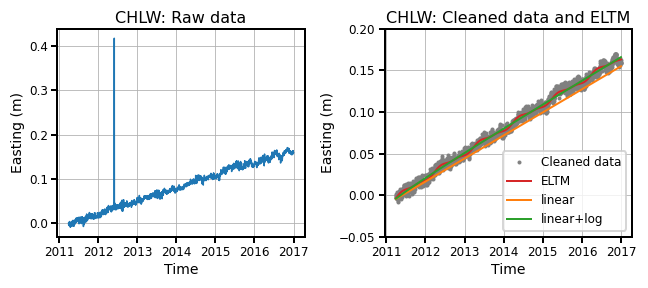 CHLW: Raw data
0.4
0.3
0.2
0.1
0.0
Easting (m)
2011 2012 2013 2014 2015 2016 2017
Time
CHLW: Cleaned data and ELTM
0.20
0.15
0.10
0.05
0.00
−0.05
Easting (m)
Cleaned data
ELTM
linear
linear+log
2011 2012 2013 2014 2015 2016 2017
Time